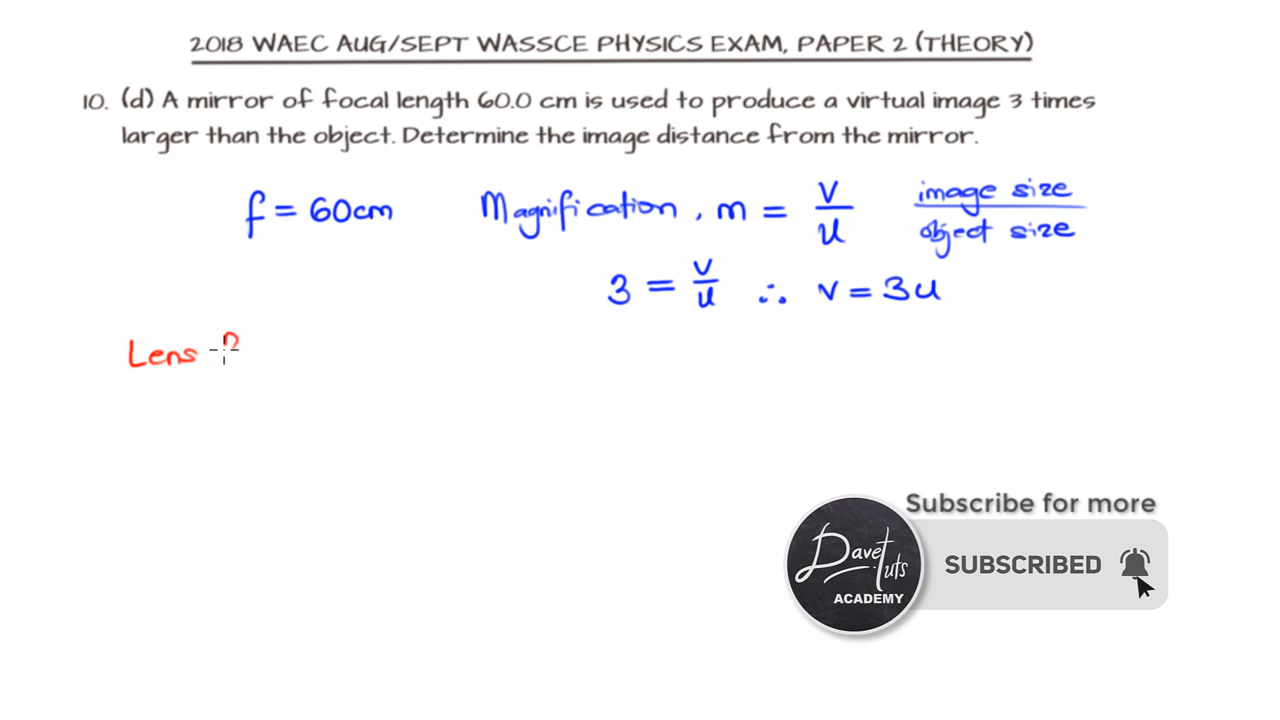 2018 WAEC AUG/SEPT WASSCE PHYSICS EXAM, PAPER 2 (THEORY)
10. (d) A mirror of focal length 60.0 cm is used to produce a virtual image 3 times
larger than the object. Determine the image distance from the mirror.
f = 60cm
Magnification, m = v/u
image size
object size
3 = v/u ∴ v = 3u
Lens
Subscribe for more
SUBSCRIBED
Dave Tuts
ACADEMY